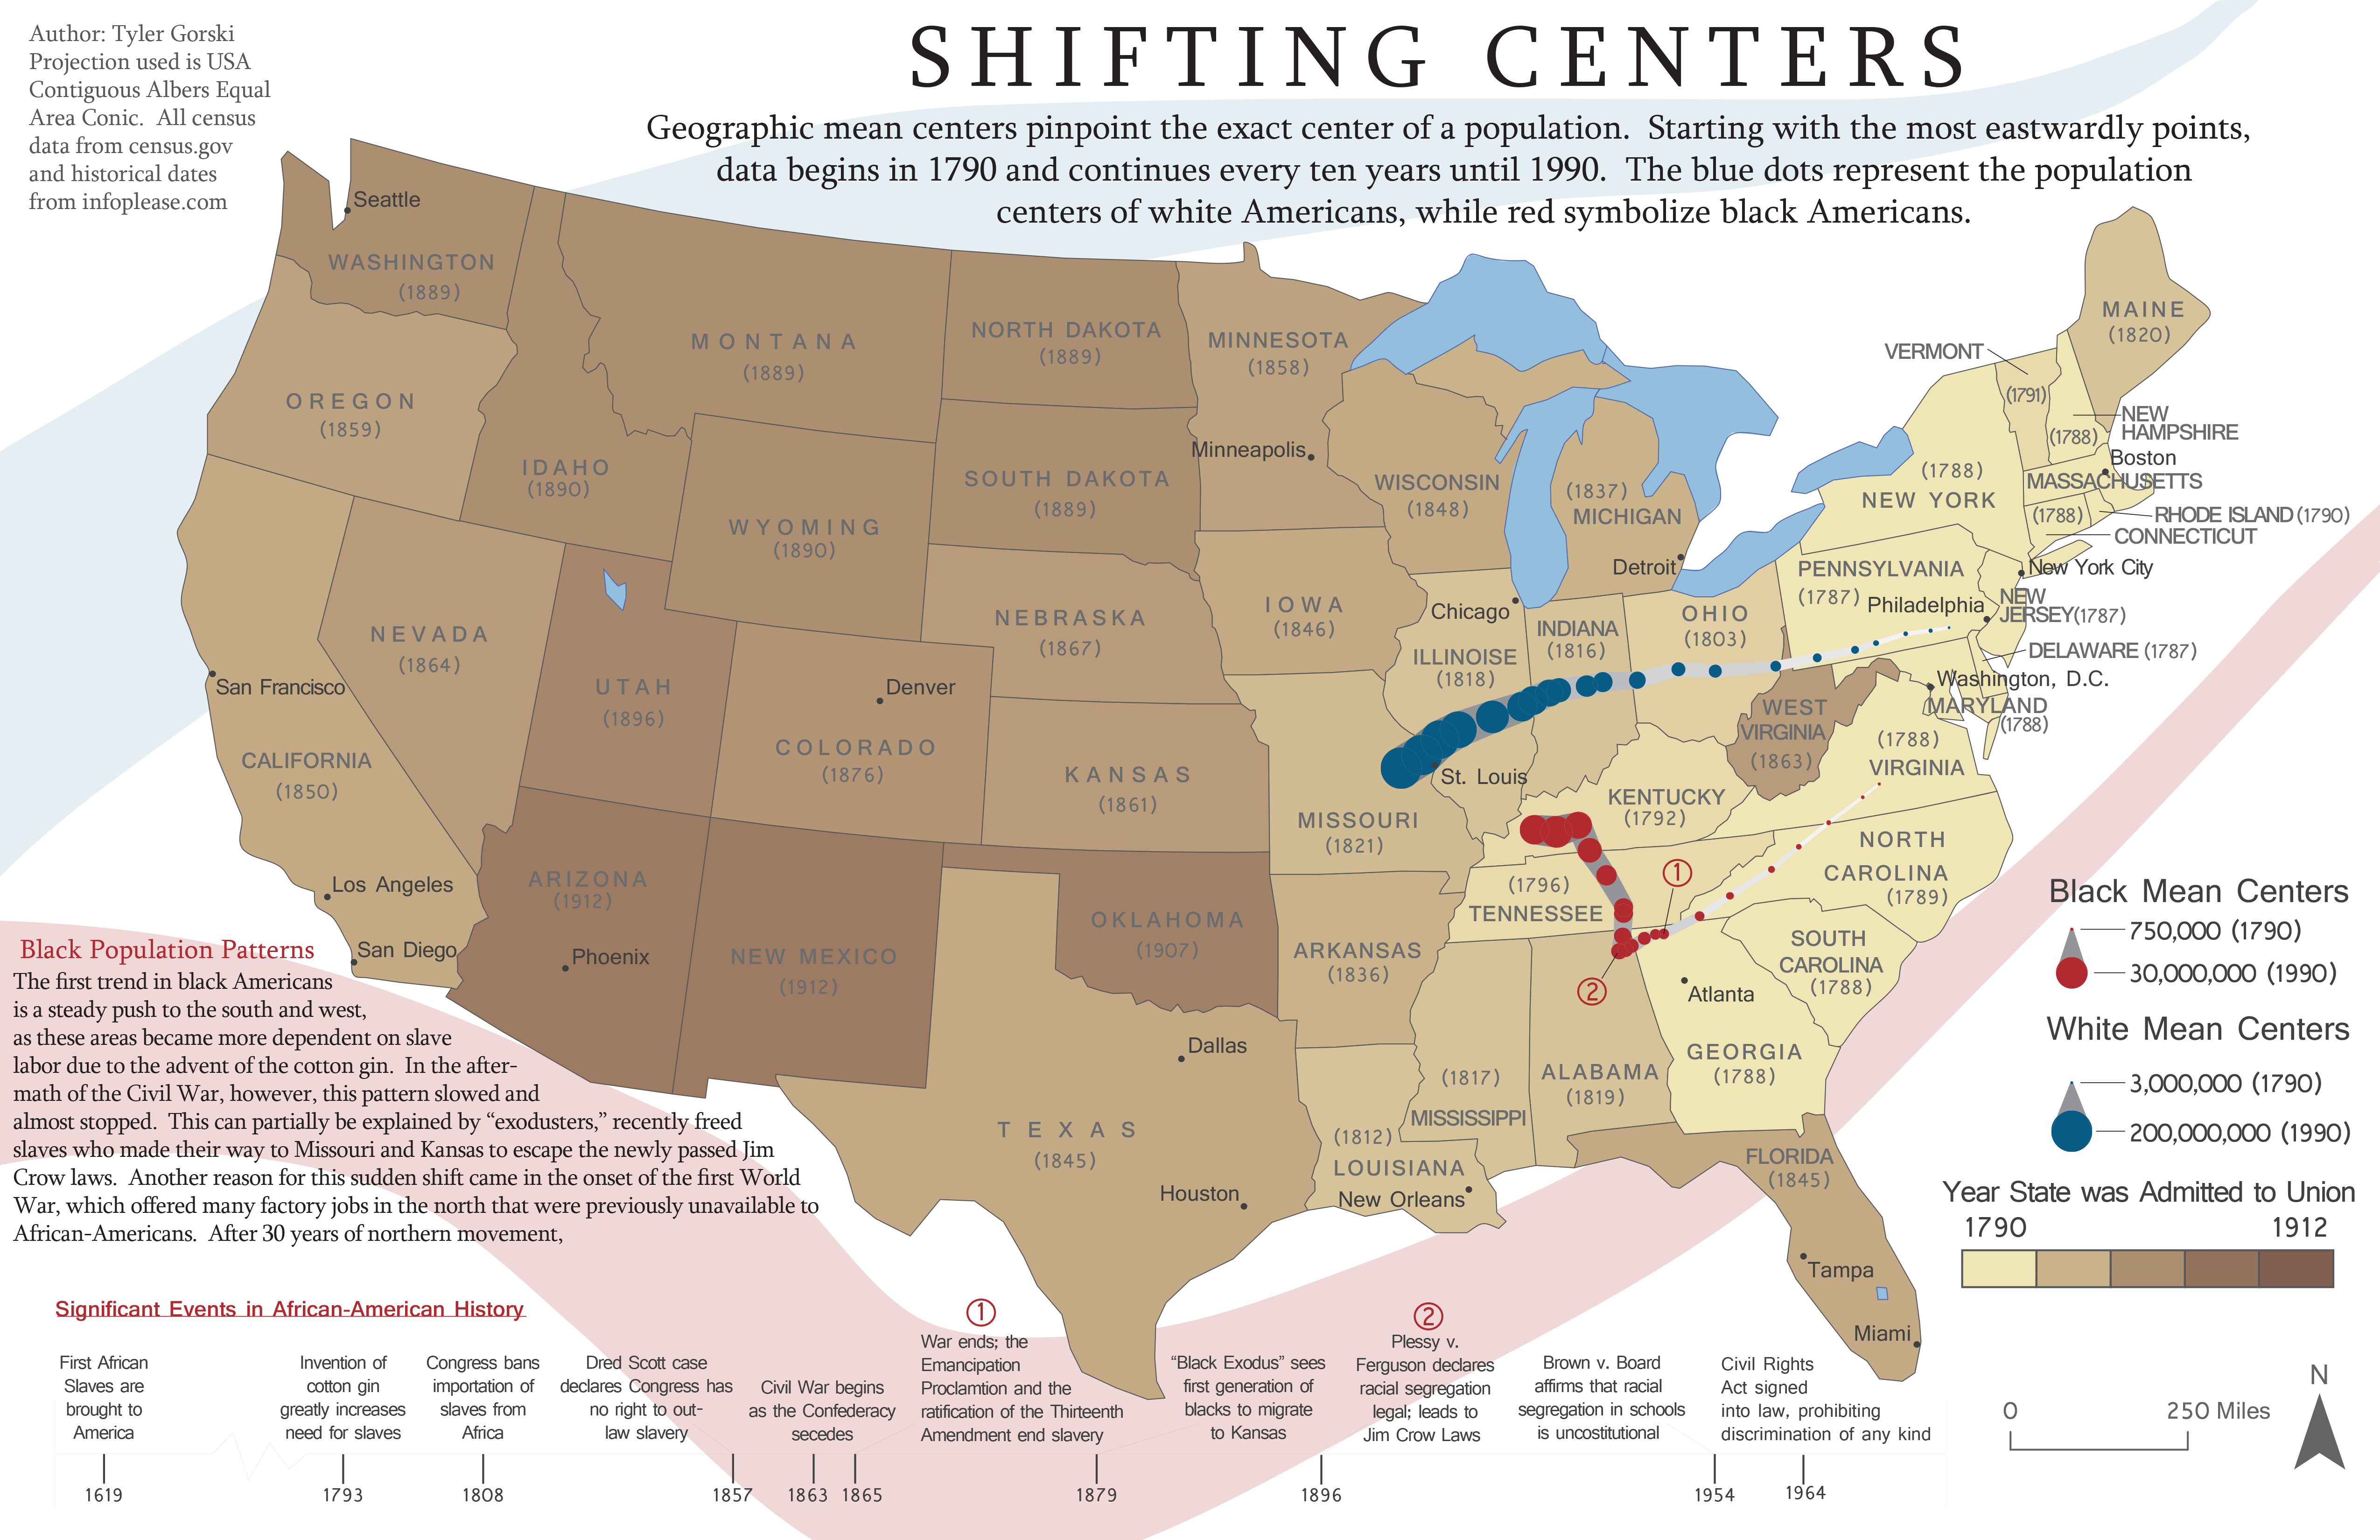 Author: Tyler Gorski
Projection used is USA
Contiguous Albers Equal
Area Conic. All census
data from census.gov
and historical dates
from infoplease.com
SHIFTING CENTERS
Geographic mean centers pinpoint the exact center of a population. Starting with the most eastwardly points,
data begins in 1790 and continues every ten years until 1990. The blue dots represent the population
centers of white Americans, while red symbolize black Americans.
Seattle
WASHINGTON
(1889)
OREGON
(1859)
IDAHO
(1890)
MONTANA
(1889)
WYOMING
(1890)
NORTH DAKOTA
(1889)
SOUTH DAKOTA
(1889)
MINNESOTA
(1858)
Minneapolis
WISCONSIN
(1848)
(1837)
MICHIGAN
Detroit
MAINE
(1820)
VERMONT
(1791)
NEW
HAMPSHIRE
(1788)
Boston
MASSACHUSETTS
(1788)
RHODE ISLAND (1790)
CONNECTICUT
(1788)
NEW YORK
New York City
PENNSYLVANIA
(1787)
Philadelphia
NEW
JERSEY(1787)
DELAWARE (1787)
Washington, D.C.
MARYLAND
(1788)
NEVADA
(1864)
UTAH
(1896)
San Francisco
CALIFORNIA
(1850)
Los Angeles
San Diego
Denver
COLORADO
(1876)
NEBRASKA
(1867)
KANSAS
(1861)
IOWA
(1846)
Chicago
ILLINOISE
(1818)
INDIANA
(1816)
OHIO
(1803)
WEST
VIRGINIA
(1863)
(1788)
VIRGINIA
St. Louis
MISSOURI
(1821)
KENTUCKY
(1792)
(1796)
TENNESSEE
1
2
NORTH
CAROLINA
(1789)
SOUTH
CAROLINA
(1788)
ARIZONA
(1912)
Phoenix
NEW MEXICO
(1912)
OKLAHOMA
(1907)
ARKANSAS
(1836)
Atlanta
GEORGIA
(1788)
ALABAMA
(1819)
(1817)
MISSISSIPPI
(1812)
LOUISIANA
New Orleans
Dallas
TEXAS
(1845)
Houston
FLORIDA
(1845)
Tampa
Miami
Black Mean Centers
750,000 (1790)
30,000,000 (1990)
White Mean Centers
3,000,000 (1790)
200,000,000 (1990)
Year State was Admitted to Union
1790 1912
Black Population Patterns
The first trend in black Americans
is a steady push to the south and west,
as these areas became more dependent on slave
labor due to the advent of the cotton gin. In the after-
math of the Civil War, however, this pattern slowed and
almost stopped. This can partially be explained by “exodusters,” recently freed
slaves who made their way to Missouri and Kansas to escape the newly passed Jim
Crow laws. Another reason for this sudden shift came in the onset of the first World
War, which offered many factory jobs in the north that were previously unavailable to
African-Americans. After 30 years of northern movement,
Significant Events in African-American History
First African
Slaves are
brought to
America
1619
Invention of
cotton gin
greatly increases
need for slaves
1793
Congress bans
importation of
slaves from
Africa
1808
Dred Scott case
declares Congress has
no right to out-
law slavery
1857
Civil War begins
as the Confederacy
secedes
1863
1
War ends; the
Emancipation
Proclamtion and the
ratification of the Thirteenth
Amendment end slavery
1865
“Black Exodus” sees
first generation of
blacks to migrate
to Kansas
1879
2
Plessy v.
Ferguson declares
racial segregation
legal; leads to
Jim Crow Laws
1896
Brown v. Board
affirms that racial
segregation in schools
is uncostitutional
1954
Civil Rights
Act signed
into law, prohibiting
discrimination of any kind
1964
0 250 Miles
N